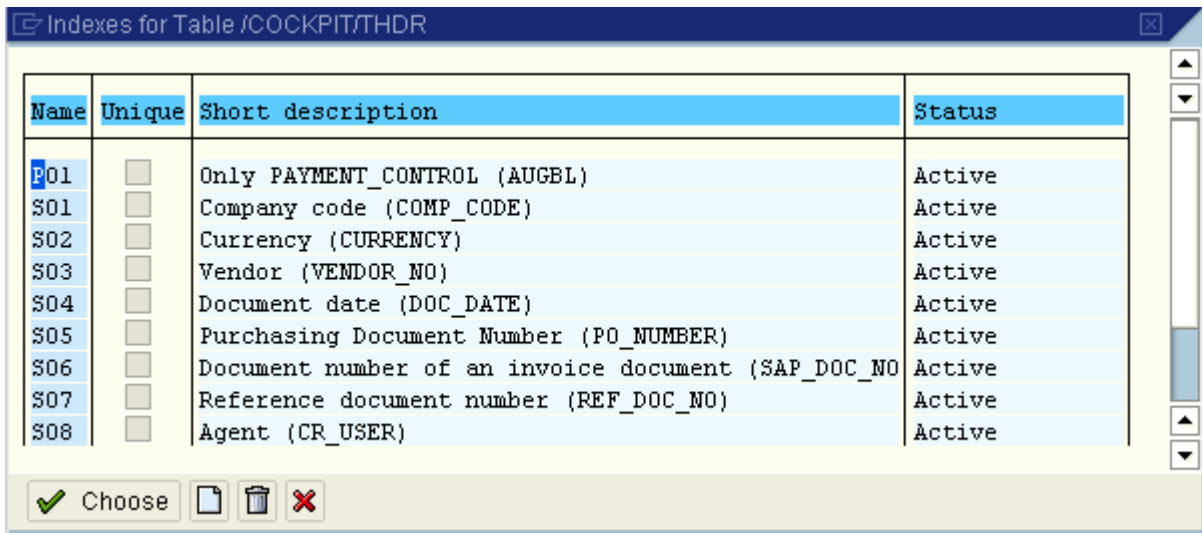 Indexes for Table /COCKPIT/THDR
Name Unique Short description Status
P01 Only PAYMENT_CONTROL (AUGBL) Active
S01 Company code (COMP_CODE) Active
S02 Currency (CURRENCY) Active
S03 Vendor (VENDOR_NO) Active
S04 Document date (DOC_DATE) Active
S05 Purchasing Document Number (PO_NUMBER) Active
S06 Document number of an invoice document (SAP_DOC_NO Active
S07 Reference document number (REF_DOC_NO) Active
S08 Agent (CR_USER) Active
Choose